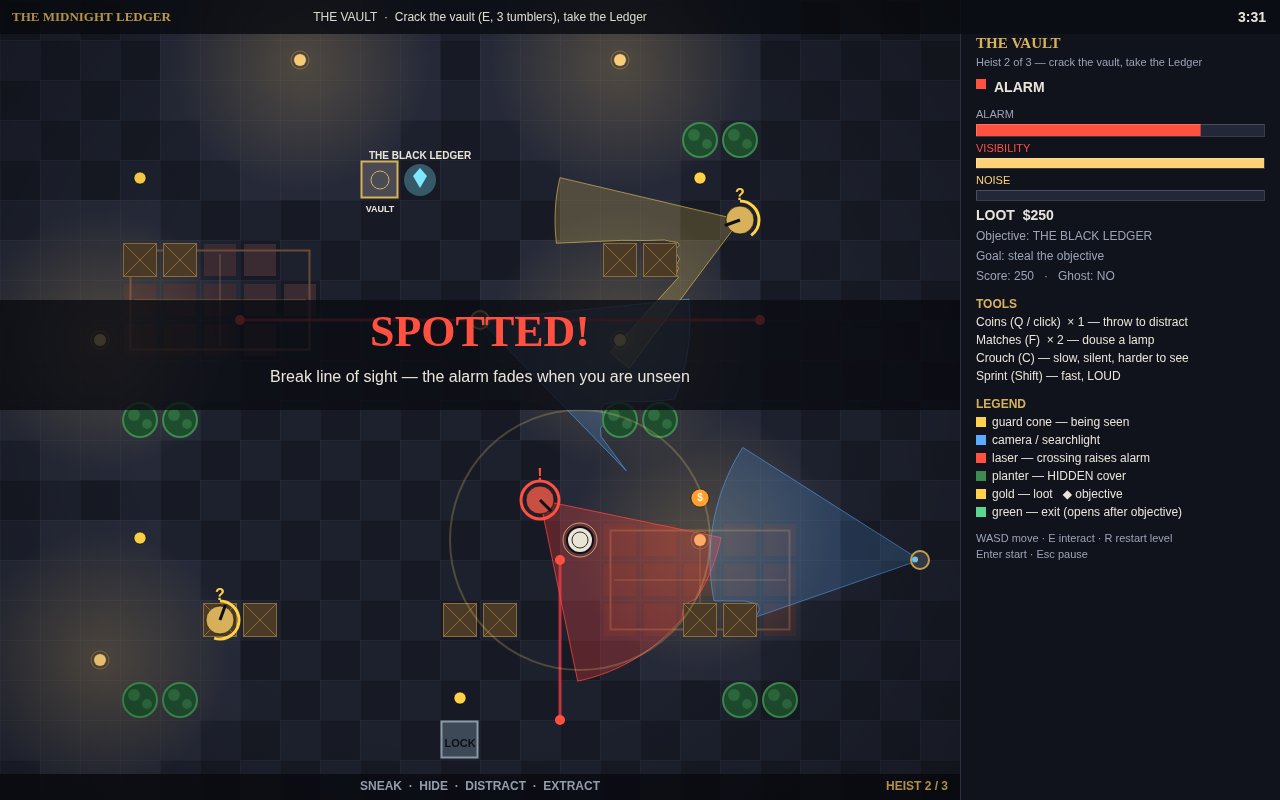 THE MIDNIGHT LEDGER
THE VAULT · Crack the vault (E, 3 tumblers), take the Ledger
3:31
THE VAULT
Heist 2 of 3 — crack the vault, take the Ledger
ALARM
ALARM
VISIBILITY
NOISE
LOOT $250
Objective: THE BLACK LEDGER
Goal: steal the objective
Score: 250 · Ghost: NO
TOOLS
Coins (Q / click) × 1 — throw to distract
Matches (F) × 2 — douse a lamp
Crouch (C) — slow, silent, harder to see
Sprint (Shift) — fast, LOUD
LEGEND
guard cone — being seen
camera / searchlight
laser — crossing raises alarm
planter — HIDDEN cover
gold — loot ◆ objective
green — exit (opens after objective)
WASD move · E interact · R restart level
Enter start · Esc pause
THE BLACK LEDGER
VAULT
?
SPOTTED!
Break line of sight — the alarm fades when you are unseen
!
$
?
LOCK
SNEAK · HIDE · DISTRACT · EXTRACT
HEIST 2 / 3